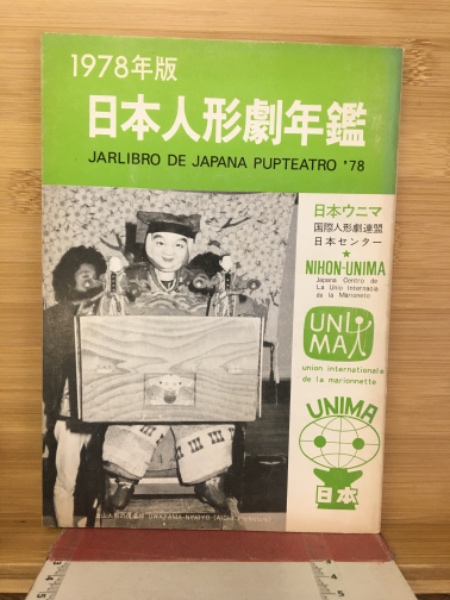 1978年版
日本人形劇年鑑
JARLIBRO DE JAPANA PUPTEATRO '78
日本ウニマ
国際人形劇連盟
日本センター
★
NIHON-UNIMA
Japana Centro de
La Uniu Internacia
de la Marioneto
UNI
MA
union internationale
de la marionnette
UNIMA
日本